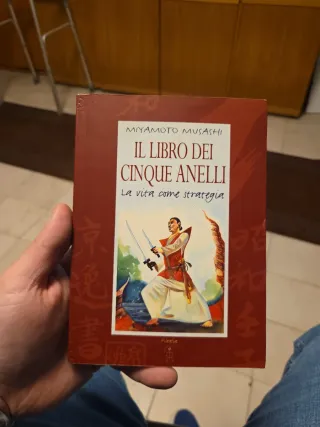 MIYAMOTO MUSASHI
IL LIBRO DEI
CINQUE ANELLI
La vita come strategia